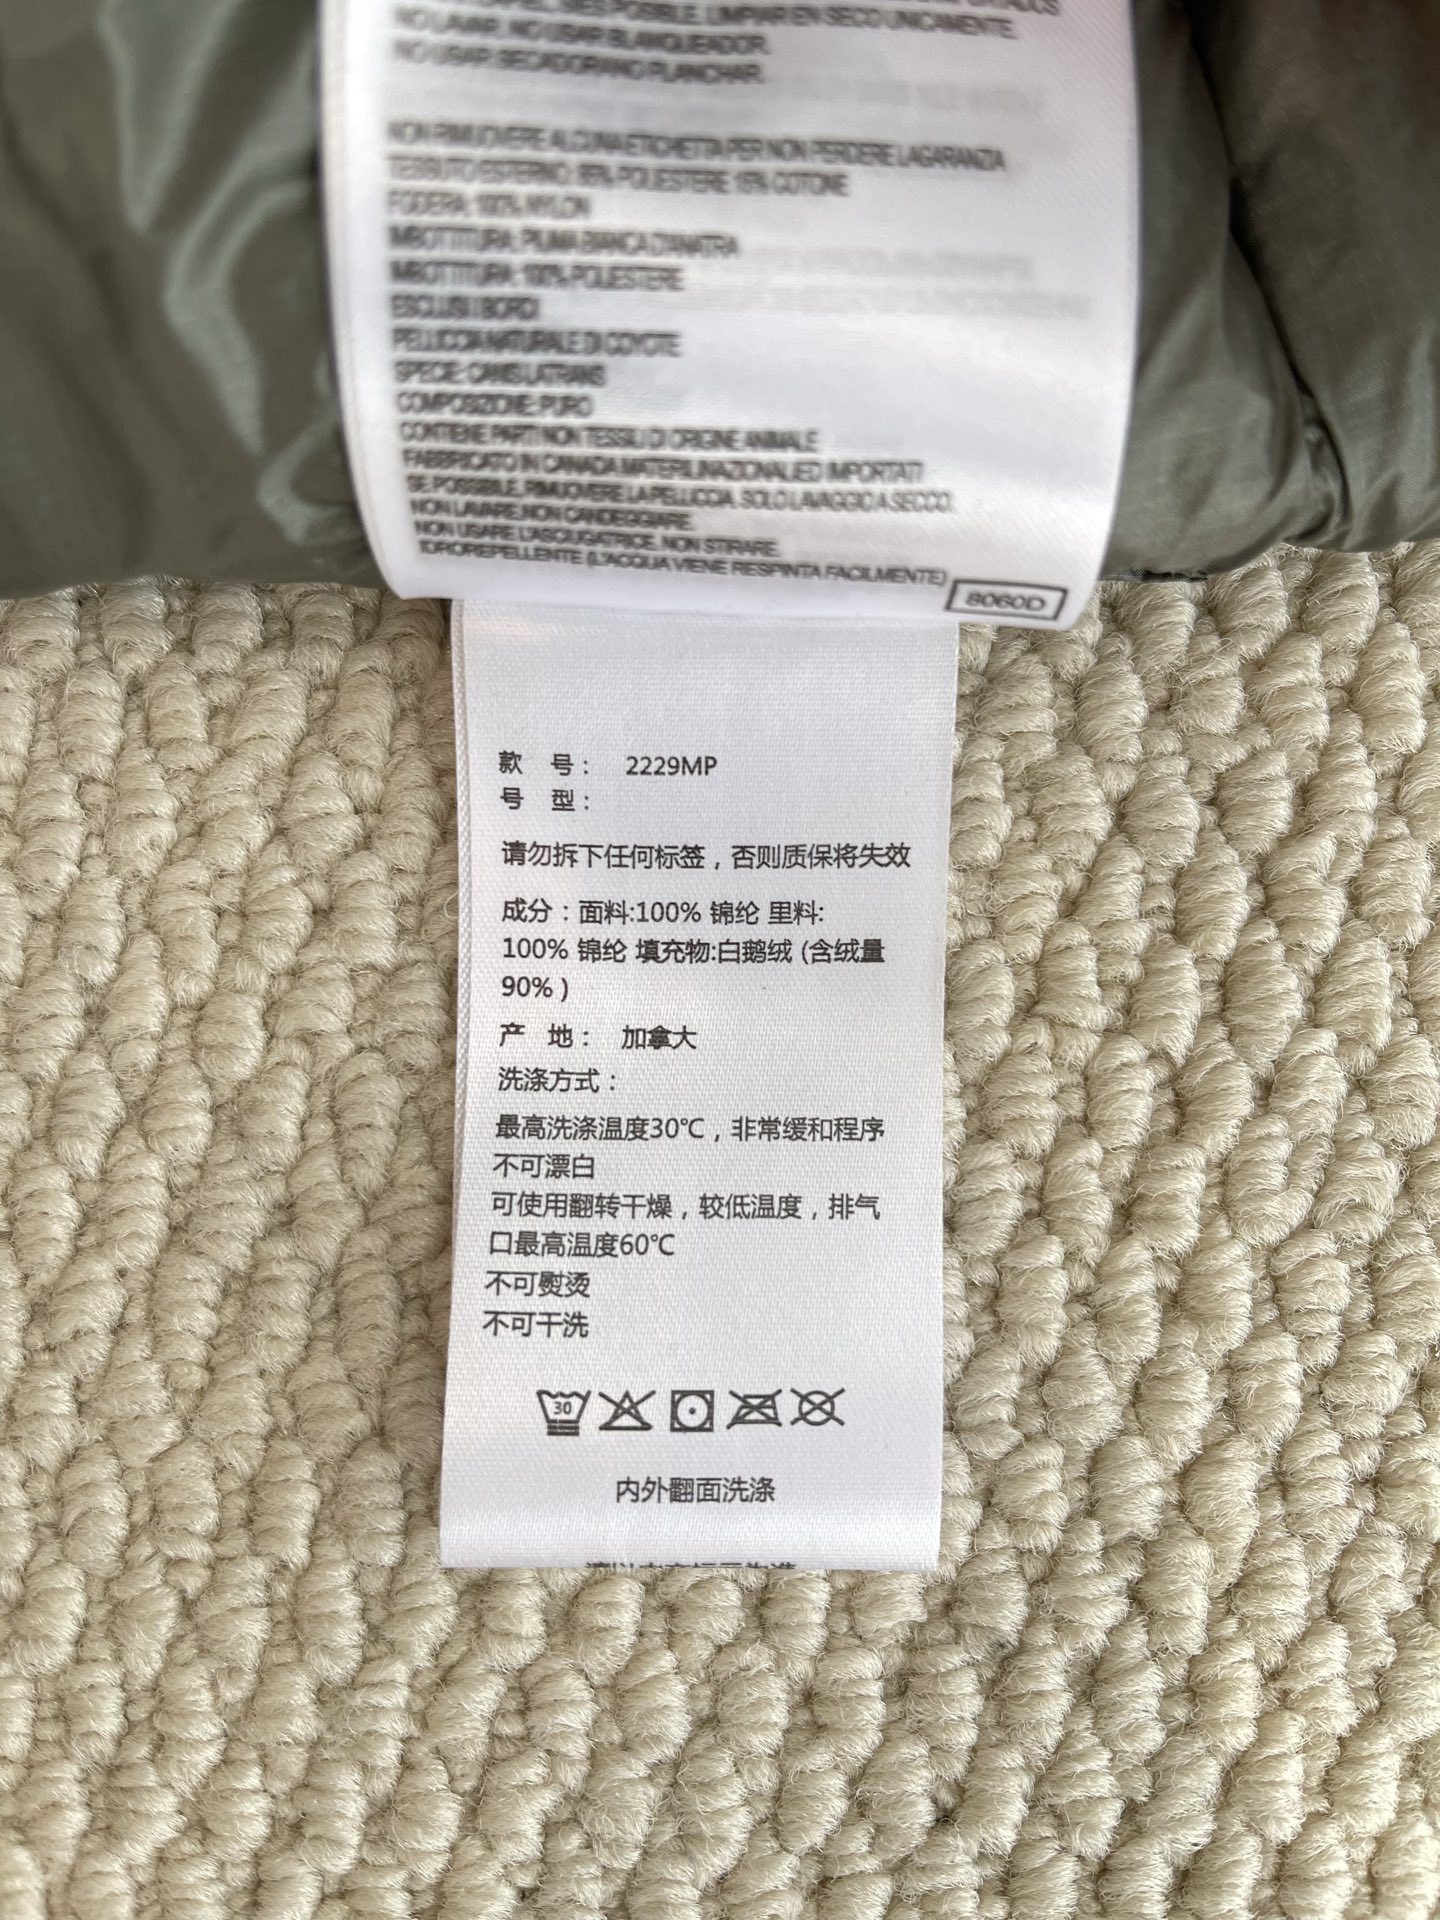 SI ES POSIBLE. LIMPIAR EN SECO UNICAMENTE.
NO LAVAR. NO USAR BLANQUEADOR.
NO USAR SECADORA NO PLANCHAR.
NON RIMUOVERE ALCUNA ETICHETTA PER NON PERDERE LA GARANZIA
TESSUTO ESTERNO: 85% POLIESTERE 15% COTONE
FODERA: 100% NYLON
IMBOTTITURA: PIUMA BIANCA D'ANATRA
IMBOTTITURA: 100% POLIESTERE
ESCLUSI I BORDI
PELLICCIA NATURALE DI COYOTE
SPECIE: CANIS LATRANS
COMPOSIZIONE: PURO
CONTIENE PARTI NON TESSILI DI ORIGINE ANIMALE
FABBRICATO IN CANADA MATERILI NAZIONALI ED IMPORTATI
SE POSSIBILE, RIMUOVERE LA PELLICCIA. SOLO LAVAGGIO A SECCO.
NON LAVARE, NON CANDEGGIARE.
NON USARE L'ASCIUGATRICE. NON STIRARE.
IDROREPELLENTE (L'ACQUA VIENE RESPINTA FACILMENTE)
8060D
款 号： 2229MP
号 型：
请勿拆下任何标签，否则质保将失效
成分：面料:100% 锦纶 里料:
100% 锦纶 填充物:白鹅绒 (含绒量
90% )
产 地： 加拿大
洗涤方式：
最高洗涤温度30℃，非常缓和程序
不可漂白
可使用翻转干燥，较低温度，排气
口最高温度60℃
不可熨烫
不可干洗
30
内外翻面洗涤